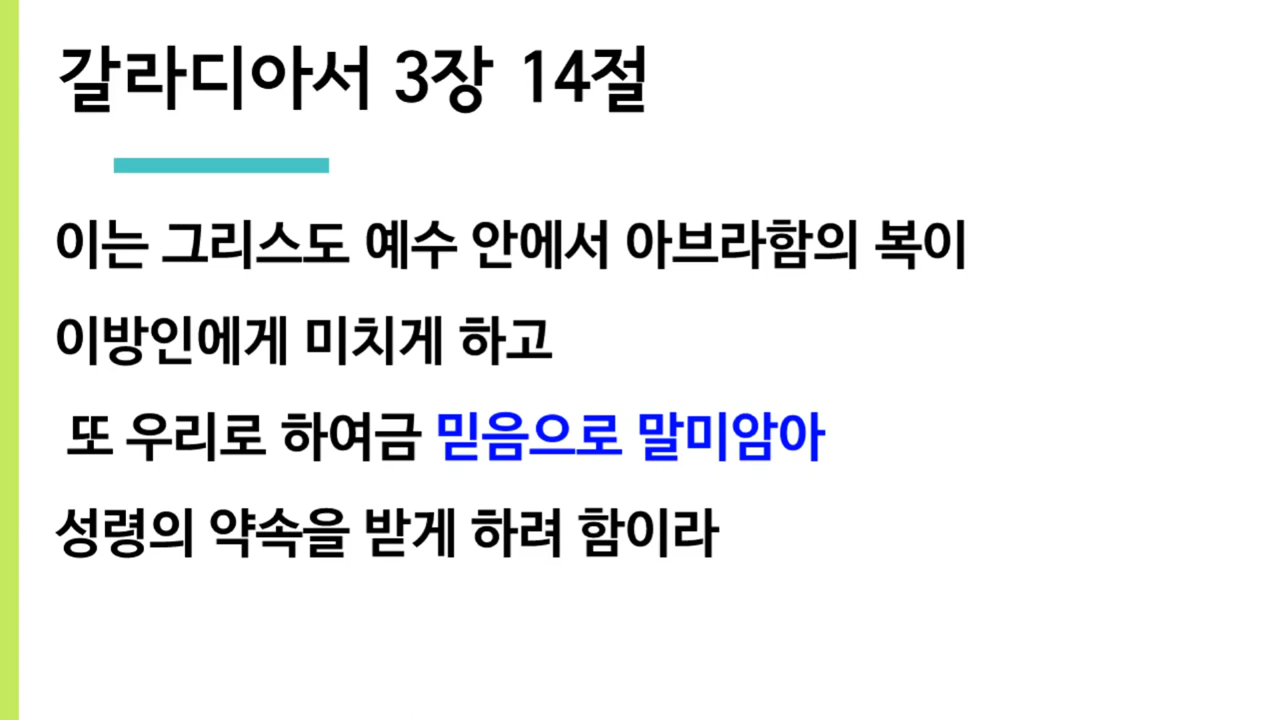 갈라디아서 3장 14절
이는 그리스도 예수 안에서 아브라함의 복이
이방인에게 미치게 하고
또 우리로 하여금 믿음으로 말미암아
성령의 약속을 받게 하려 함이라